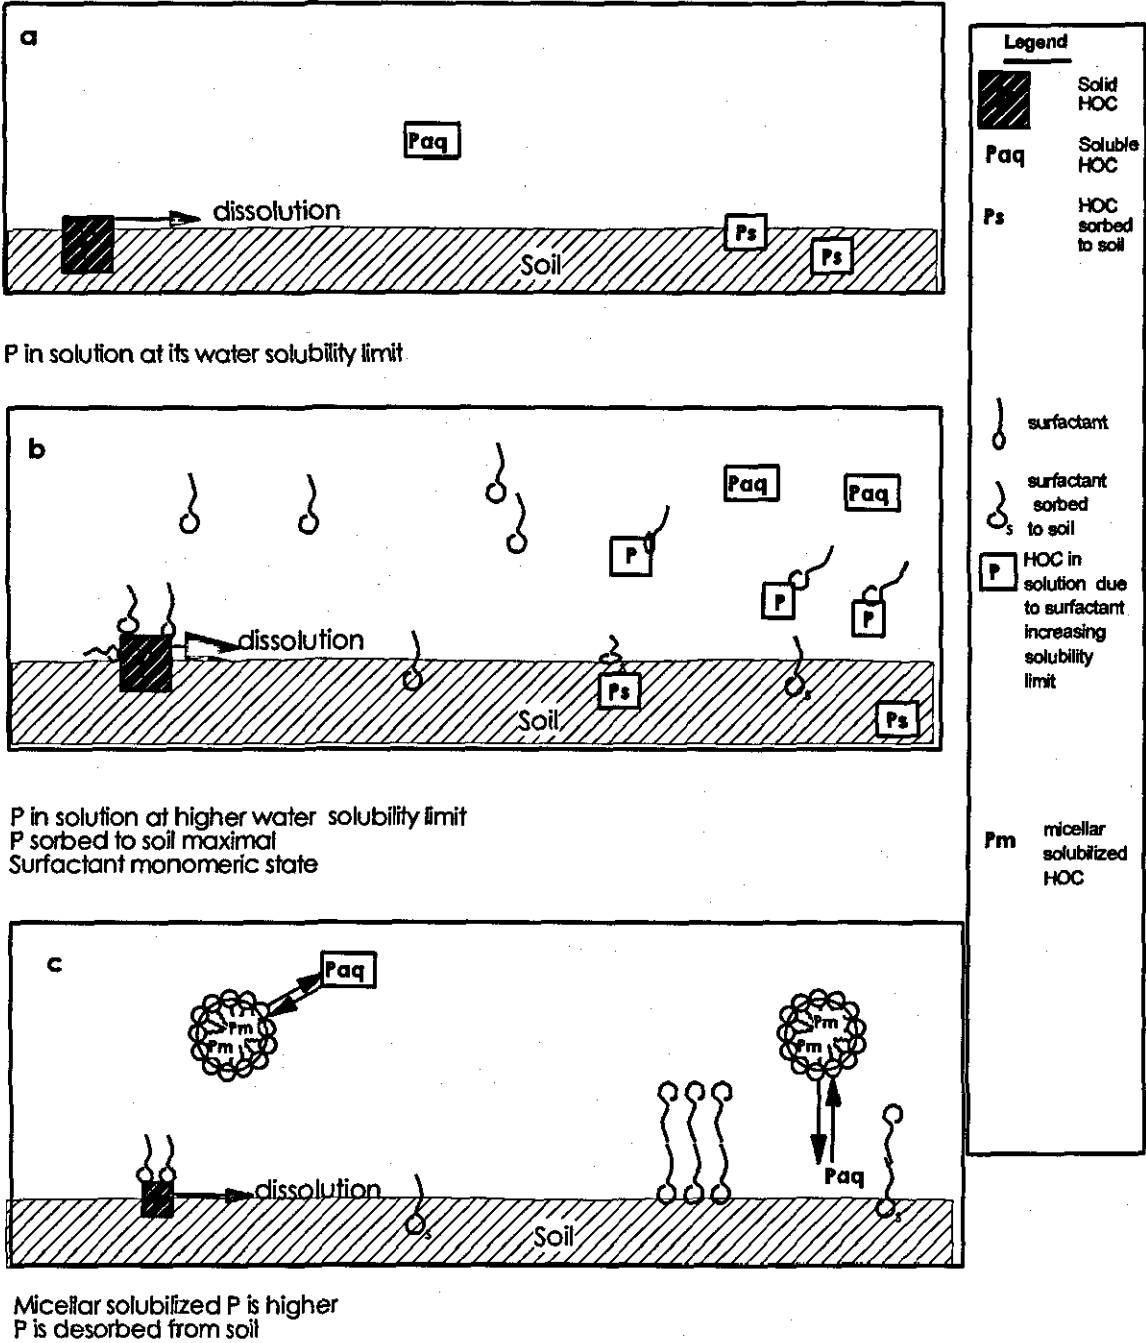 a
Paq
dissolution
Ps
Ps
Soil
P in solution at its water solubility limit
b
Paq
Paq
P
P
P
dissolution
Ps
s
Soil
Ps
P in solution at higher water solubility limit
P sorbed to soil maximal
Surfactant monomeric state
c
Paq
Pm
Pm
Pm
Pm
Paq
dissolution
s
s
Soil
Micellar solubilized P is higher
P is desorbed from soil
Legend
Solid
HOC
Paq
Soluble
HOC
Ps
HOC
sorbed
to soil
surfactant
surfactant
sorbed
s to soil
P
HOC in
solution due
to surfactant
increasing
solubility
limit
Pm
micellar
solubilized
HOC